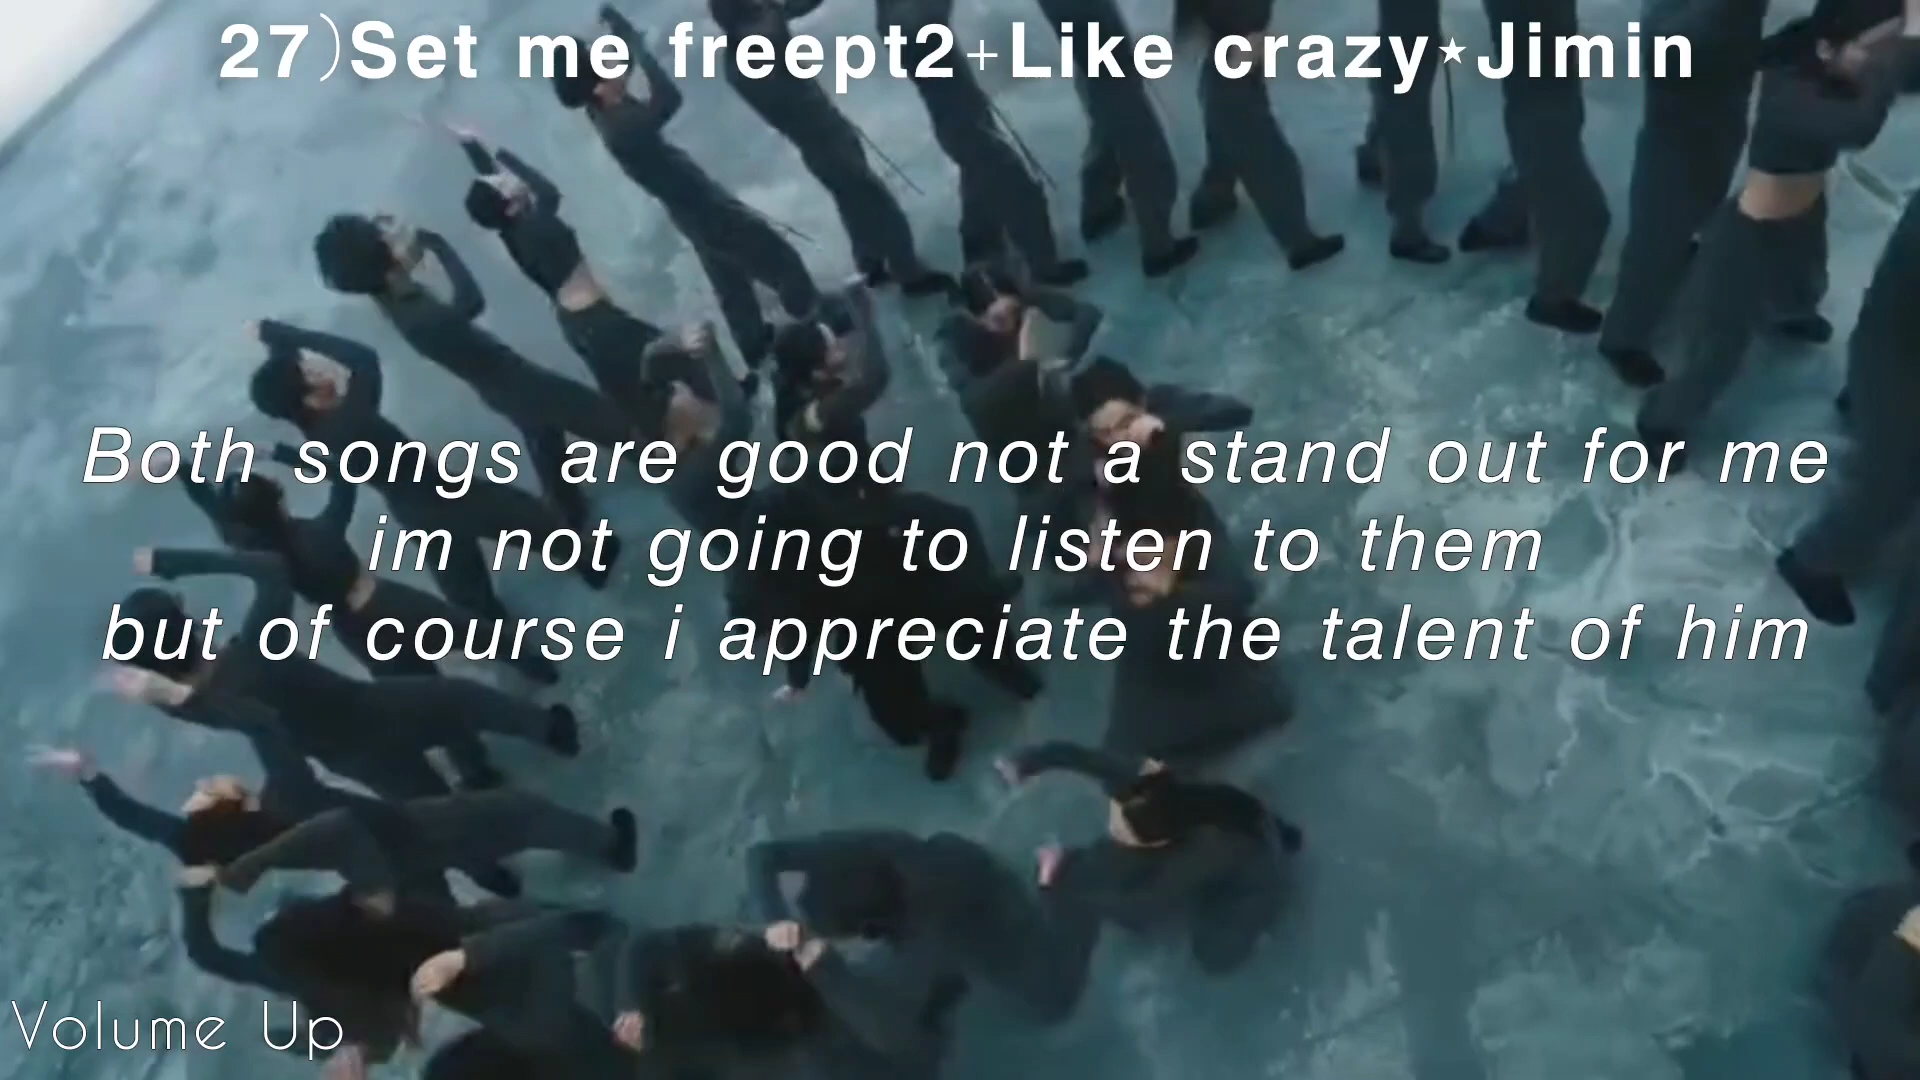 27)Set me freept2+Like crazy★Jimin
Both songs are good not a stand out for me
im not going to listen to them
but of course i appreciate the talent of him
Volume Up